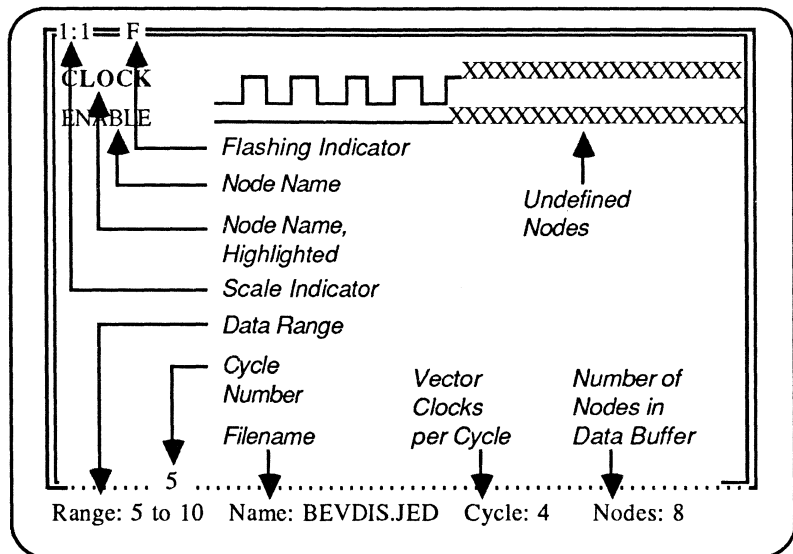 1:1 F
CLOCK
XXXXXXXXXXXXXXXXX
ENABLE
XXXXXXXXXXXXXXXXXX
Flashing Indicator
Node Name
Undefined
Nodes
Node Name,
Highlighted
Scale Indicator
Data Range
Cycle
Number
Vector
Clocks
per Cycle
Number of
Nodes in
Data Buffer
Filename
5
Range: 5 to 10 Name: BEVDIS.JED Cycle: 4 Nodes: 8